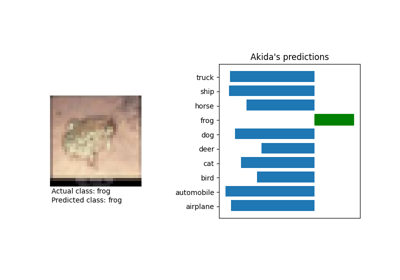 Akida's predictions
truck
ship
horse
frog
dog
deer
cat
bird
automobile
airplane
Actual class: frog
Predicted class: frog